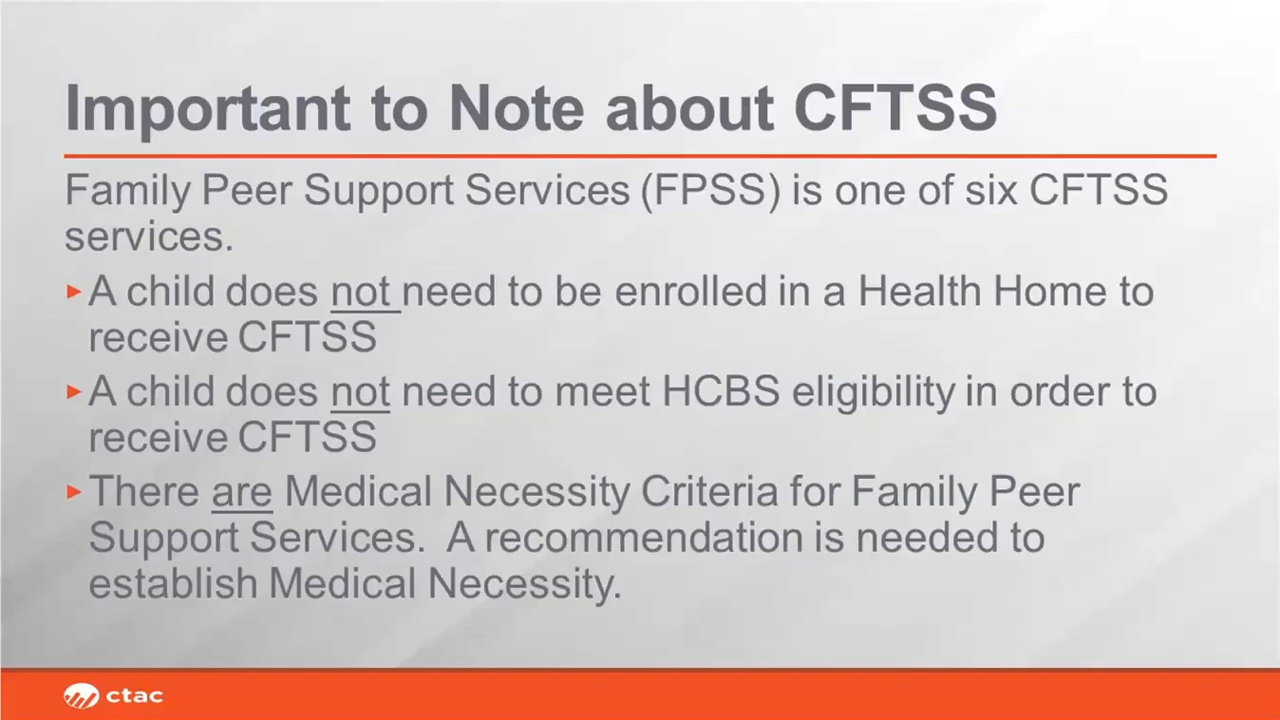 Important to Note about CFTSS
Family Peer Support Services (FPSS) is one of six CFTSS
services.
▸A child does not need to be enrolled in a Health Home to
receive CFTSS
▸A child does not need to meet HCBS eligibility in order to
receive CFTSS
▸There are Medical Necessity Criteria for Family Peer
Support Services.  A recommendation is needed to
establish Medical Necessity.
ctac